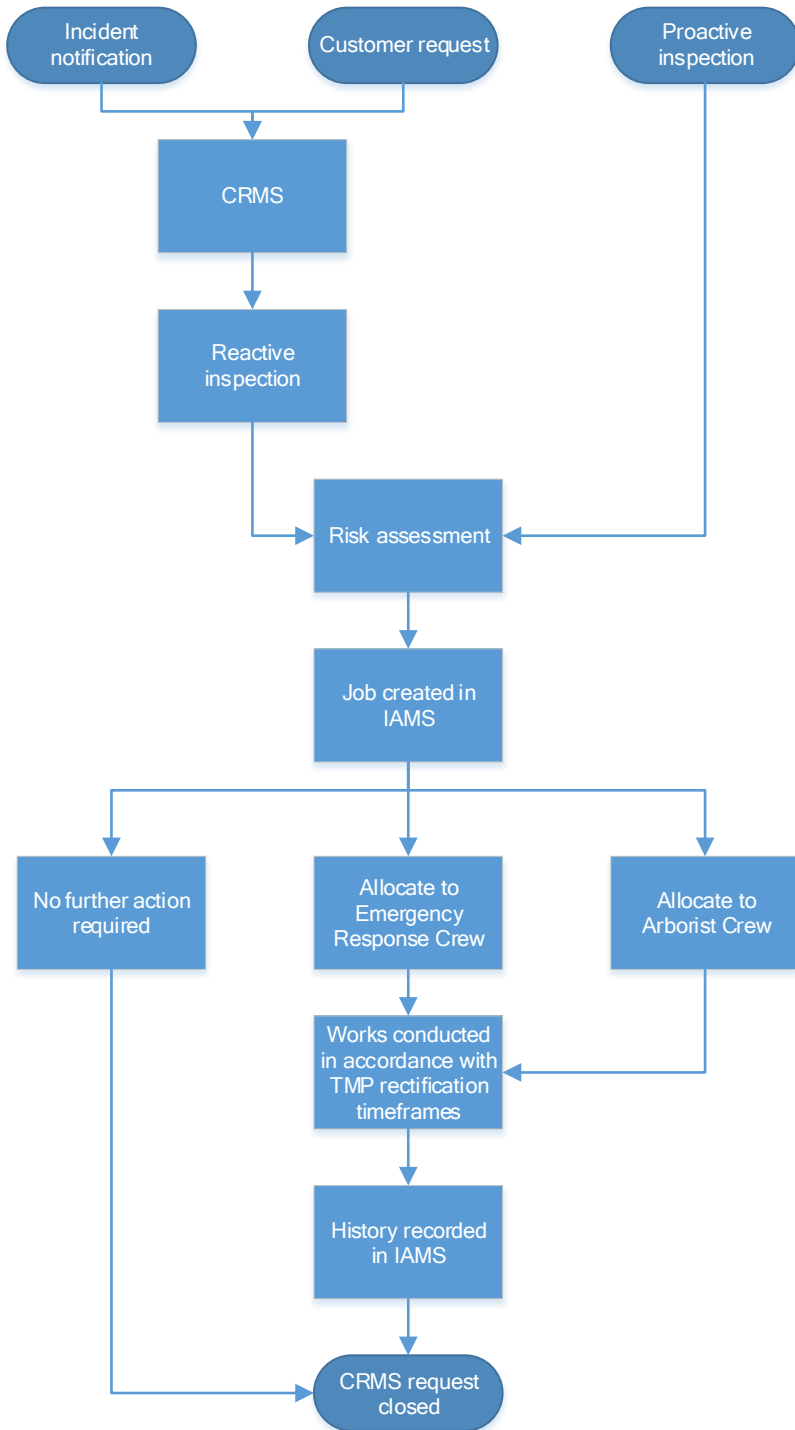 Incident
notification
Customer request
Proactive
inspection
CRMS
Reactive
inspection
Risk assessment
Job created in
IAMS
No further action
required
Allocate to
Emergency
Response Crew
Allocate to
Arborist Crew
Works conducted
in accordance with
TMP rectification
timeframes
History recorded
in IAMS
CRMS request
closed